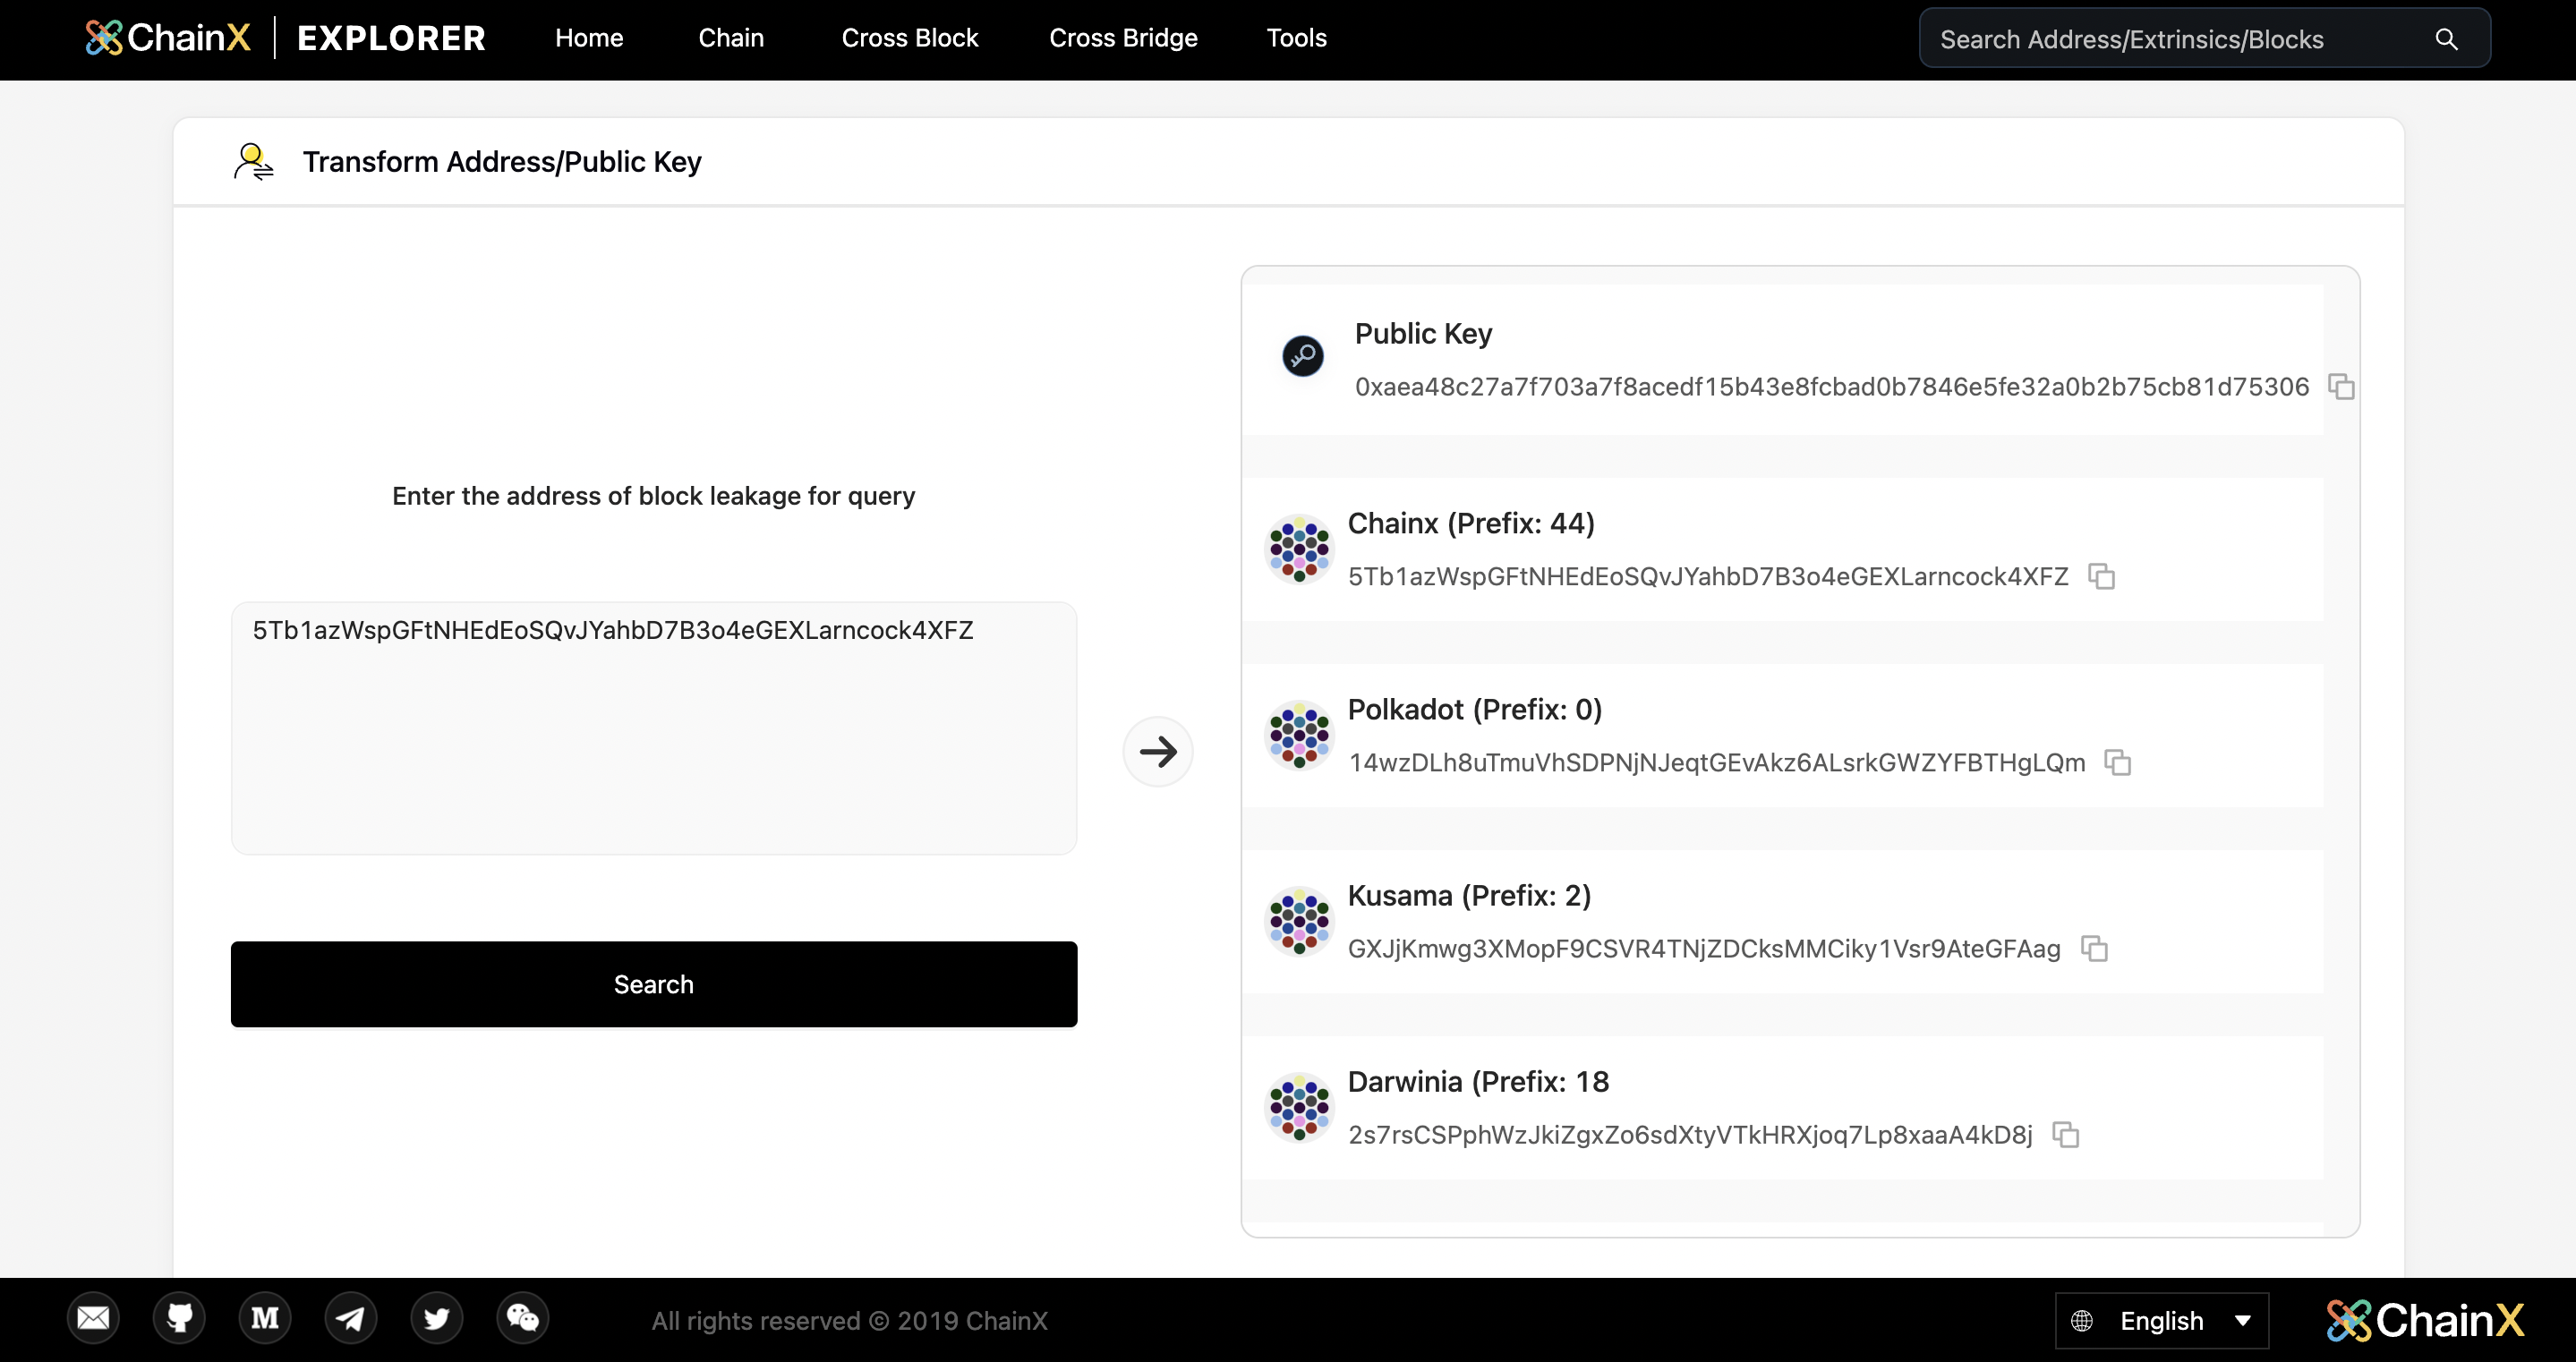 ChainX EXPLORER Home Chain Cross Block Cross Bridge Tools Search Address/Extrinsics/Blocks
Transform Address/Public Key
Enter the address of block leakage for query
5Tb1azWspGFtNHEdEoSQvJYahbD7B3o4eGEXLarncock4XFZ
Search
Public Key
0xaea48c27a7f703a7f8acedf15b43e8fcbad0b7846e5fe32a0b2b75cb81d75306
Chainx (Prefix: 44)
5Tb1azWspGFtNHEdEoSQvJYahbD7B3o4eGEXLarncock4XFZ
Polkadot (Prefix: 0)
14wzDLh8uTmuVhSDPNjNJeqtGEvAkz6ALsrkGWZYFBTHgLQm
Kusama (Prefix: 2)
GXJjKmwg3XMopF9CSVR4TNjZDCksMMCiky1Vsr9AteGFAag
Darwinia (Prefix: 18
2s7rsCSPphWzJkiZgxZo6sdXtyVTkHRXjoq7Lp8xaaA4kD8j
All rights reserved © 2019 ChainX English ChainX